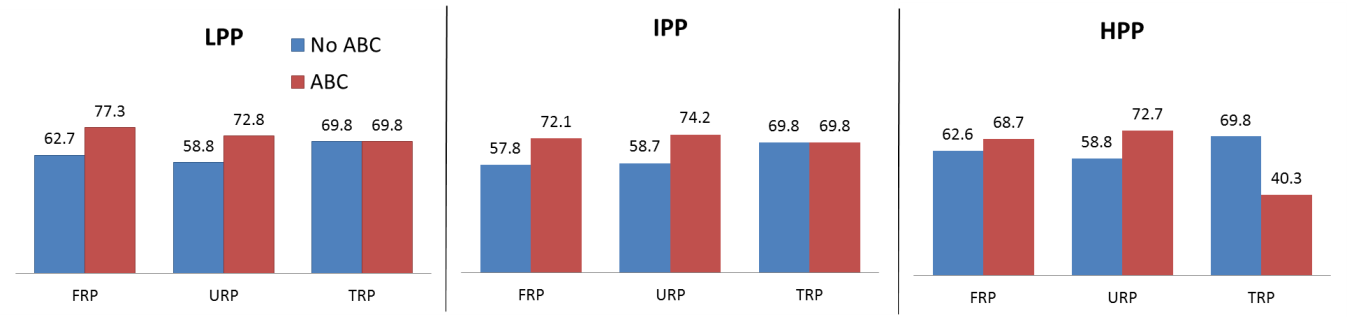 LPP
No ABC
ABC
62.7
77.3
58.8
72.8
69.8
69.8
FRP
URP
TRP
IPP
57.8
72.1
58.7
74.2
69.8
69.8
FRP
URP
TRP
HPP
62.6
68.7
58.8
72.7
69.8
40.3
FRP
URP
TRP